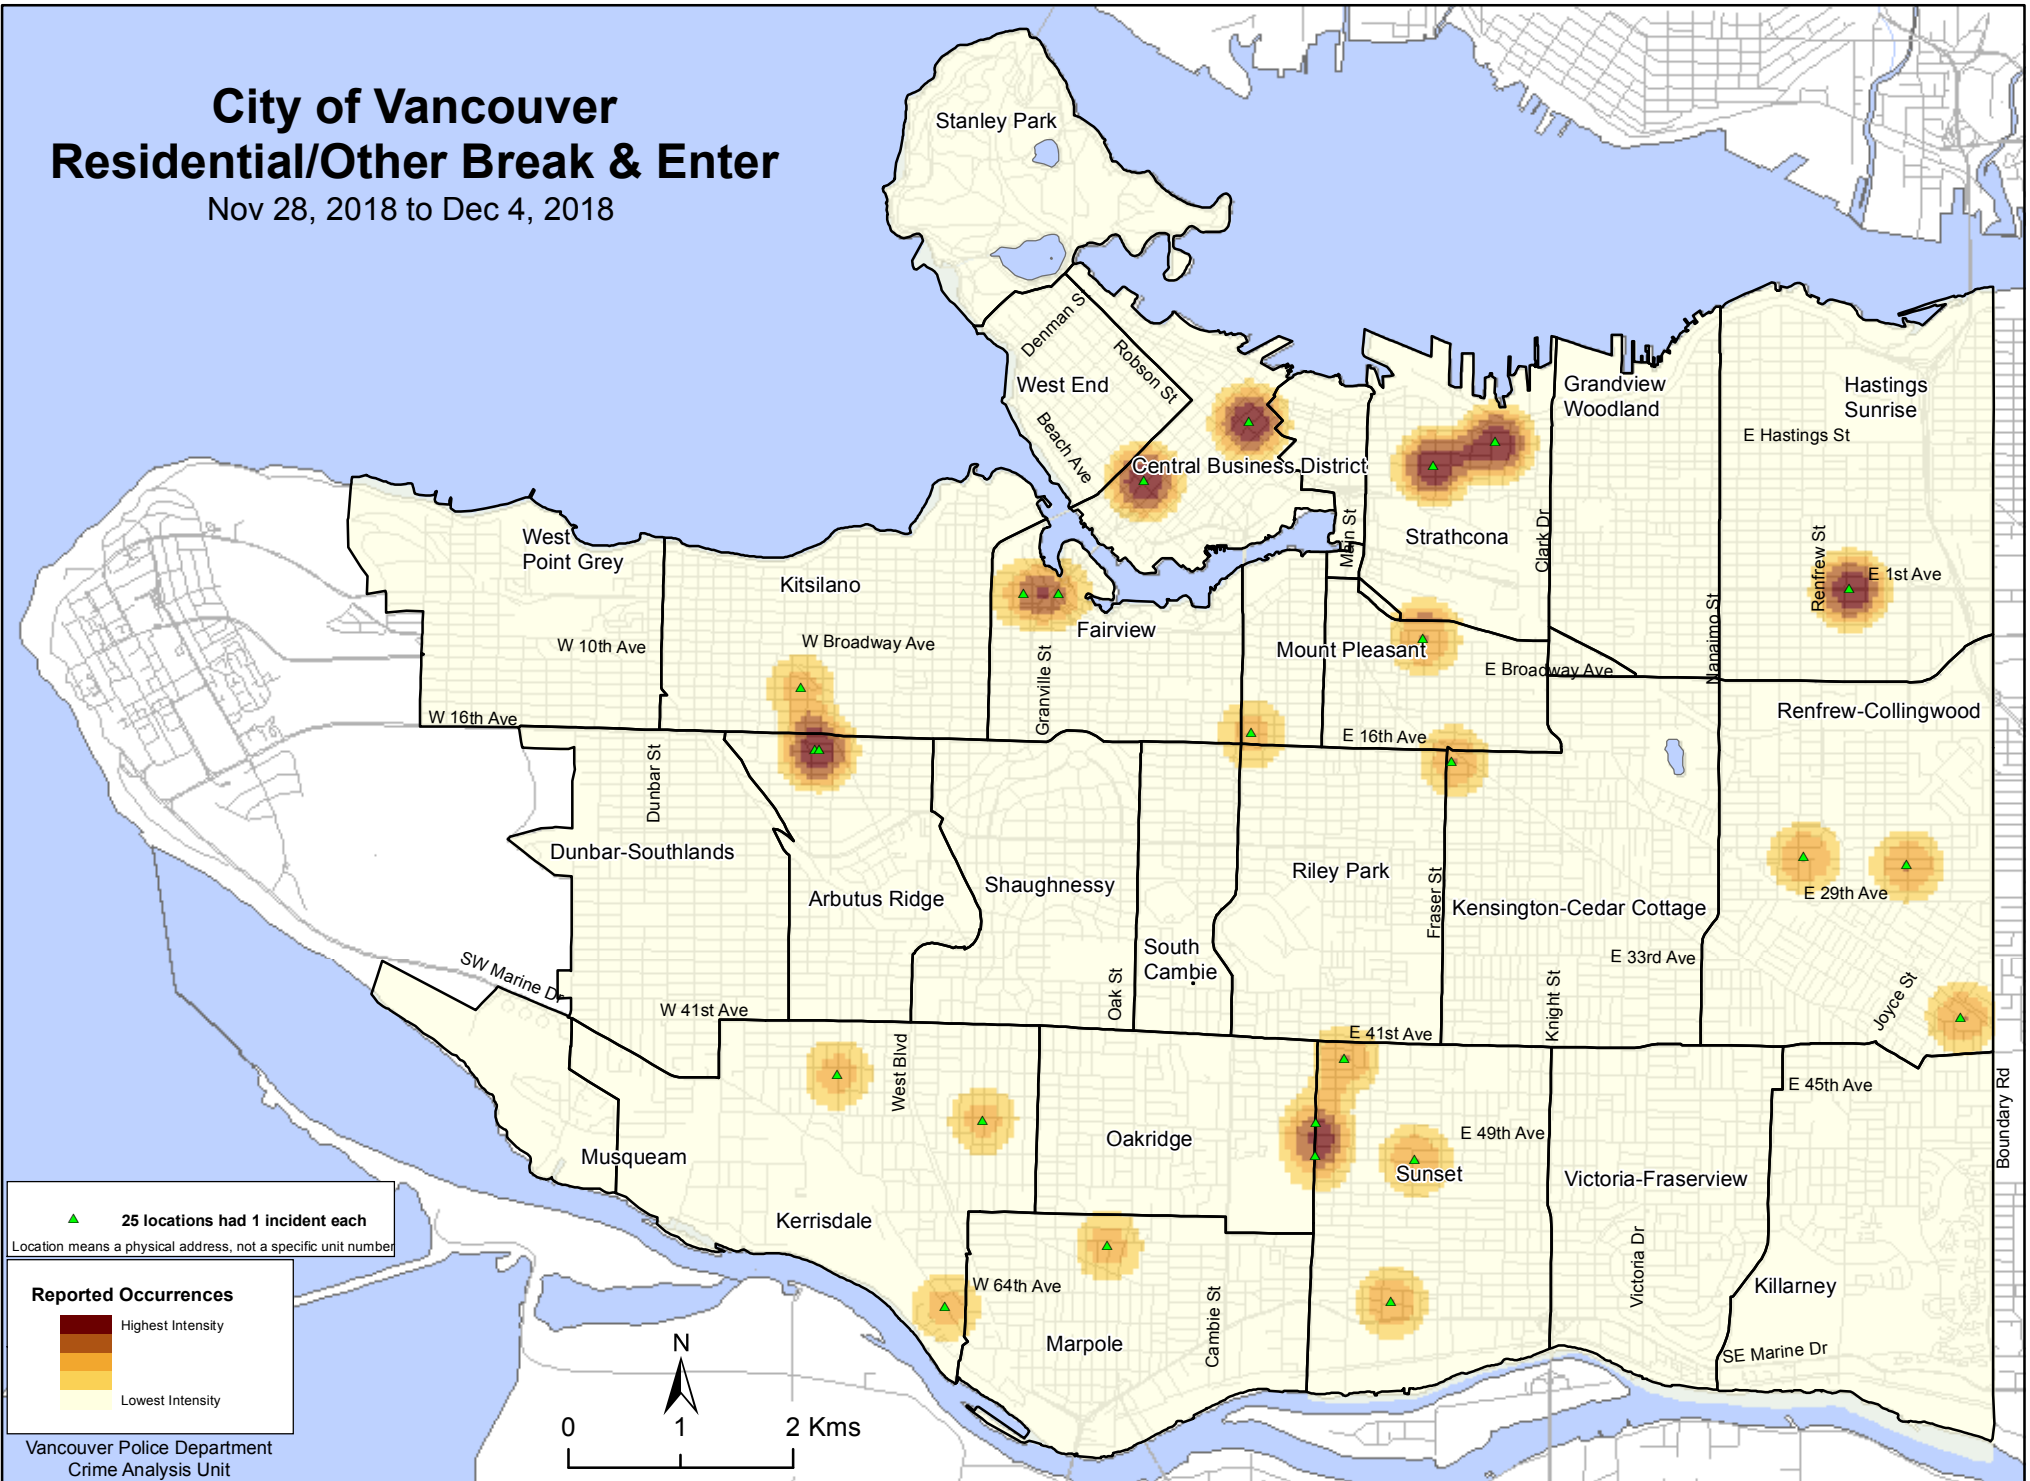 City of Vancouver
Residential/Other Break & Enter
Nov 28, 2018 to Dec 4, 2018
Stanley Park
Denman S
Robson St
West End
Beach Ave
Central Business District
Grandview
Woodland
Hastings
Sunrise
E Hastings St
Main St
Strathcona
Clark Dr
Renfrew St
E 1st Ave
Nanaimo St
West
Point Grey
Kitsilano
W 10th Ave
W Broadway Ave
Fairview
Granville St
Mount Pleasant
E Broadway Ave
W 16th Ave
E 16th Ave
Renfrew-Collingwood
Dunbar St
Dunbar-Southlands
Arbutus Ridge
Shaughnessy
Riley Park
Fraser St
Kensington-Cedar Cottage
E 29th Ave
South
Cambie
E 33rd Ave
SW Marine Dr
W 41st Ave
Oak St
Knight St
Joyce St
E 41st Ave
West Blvd
E 45th Ave
Boundary Rd
Musqueam
Oakridge
E 49th Ave
Sunset
Victoria-Fraserview
Kerrisdale
W 64th Ave
Marpole
Cambie St
Victoria Dr
Killarney
SE Marine Dr
25 locations had 1 incident each
Location means a physical address, not a specific unit number
Reported Occurrences
Highest Intensity
Lowest Intensity
Vancouver Police Department
Crime Analysis Unit
N
0 1 2 Kms